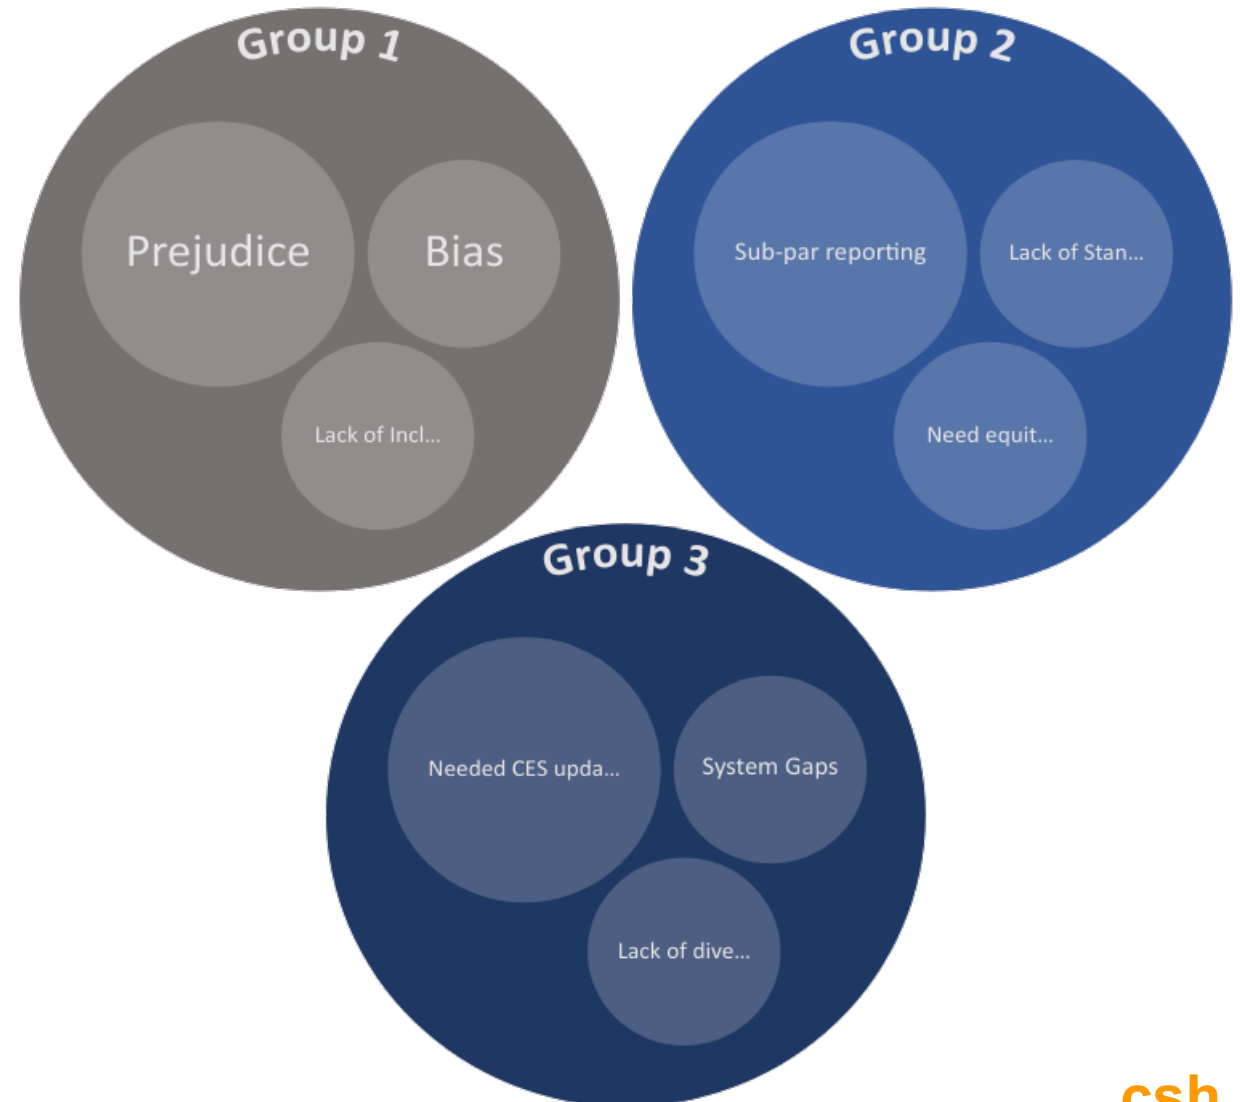 Group 1
Prejudice
Bias
Lack of Incl...
Group 2
Sub-par reporting
Lack of Stan...
Need equit...
Group 3
Needed CES upda...
System Gaps
Lack of dive...
csh